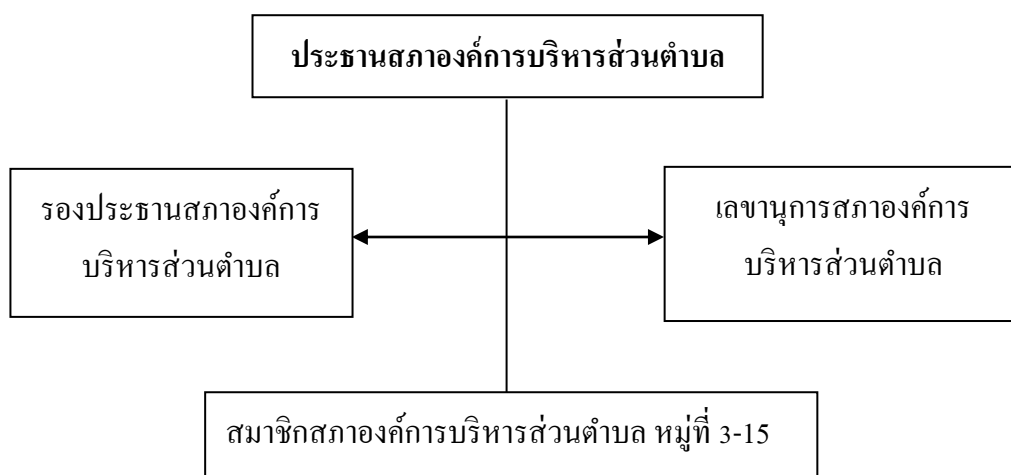 ประธานสภาองค์การบริหารส่วนตำบล
รองประธานสภาองค์การ
บริหารส่วนตำบล
เลขานุการสภาองค์การ
บริหารส่วนตำบล
สมาชิกสภาองค์การบริหารส่วนตำบล หมู่ที่ 3-15